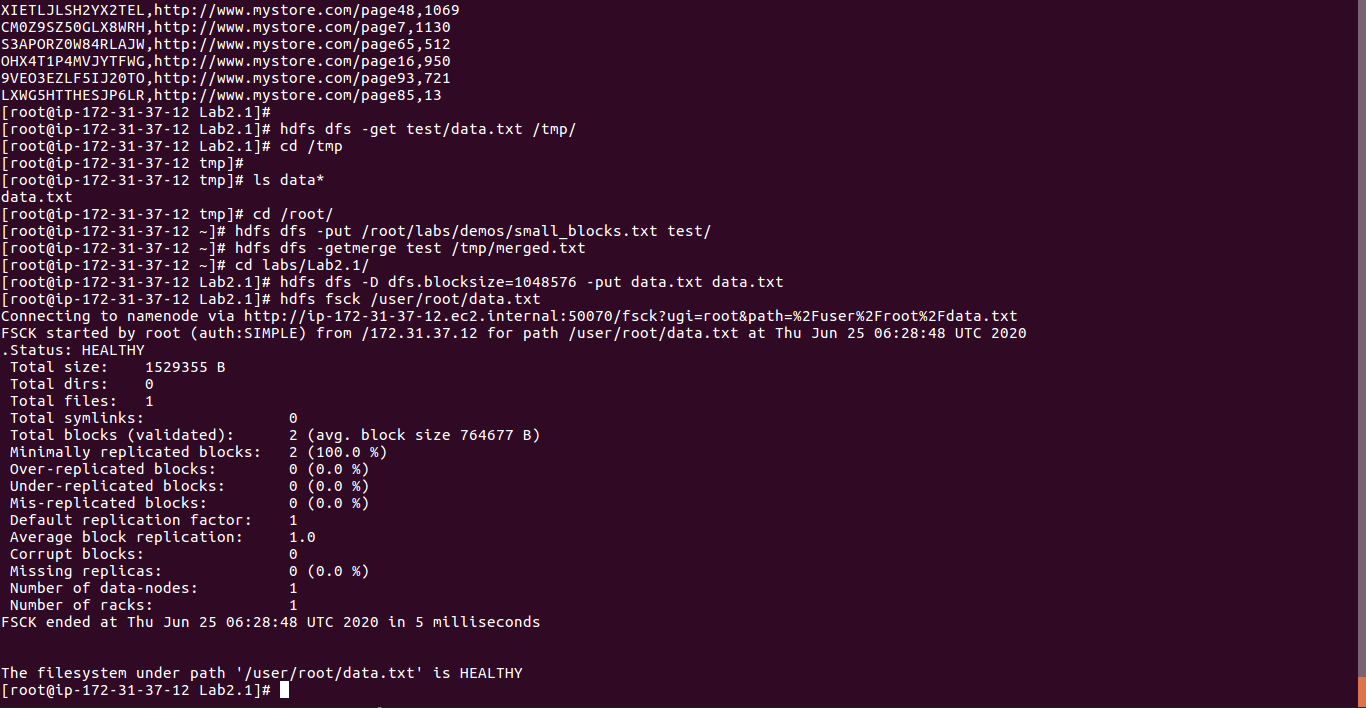 XIETLJLSH2YX2TEL,http://www.mystore.com/page48,1069
CM0Z9SZ50GLX8WRH,http://www.mystore.com/page7,1130
S3APORZ0W84RLAJW,http://www.mystore.com/page65,512
OHX4T1P4MVJYTFWG,http://www.mystore.com/page16,950
9VEO3EZLF5IJ20TO,http://www.mystore.com/page93,721
LXWG5HTTHESJP6LR,http://www.mystore.com/page85,13
[root@ip-172-31-37-12 Lab2.1]#
[root@ip-172-31-37-12 Lab2.1]# hdfs dfs -get test/data.txt /tmp/
[root@ip-172-31-37-12 Lab2.1]# cd /tmp
[root@ip-172-31-37-12 tmp]#
[root@ip-172-31-37-12 tmp]# ls data*
data.txt
[root@ip-172-31-37-12 tmp]# cd /root/
[root@ip-172-31-37-12 ~]# hdfs dfs -put /root/labs/demos/small_blocks.txt test/
[root@ip-172-31-37-12 ~]# hdfs dfs -getmerge test /tmp/merged.txt
[root@ip-172-31-37-12 ~]# cd labs/Lab2.1/
[root@ip-172-31-37-12 Lab2.1]# hdfs dfs -D dfs.blocksize=1048576 -put data.txt data.txt
[root@ip-172-31-37-12 Lab2.1]# hdfs fsck /user/root/data.txt
Connecting to namenode via http://ip-172-31-37-12.ec2.internal:50070/fsck?ugi=root&path=%2Fuser%2Froot%2Fdata.txt
FSCK started by root (auth:SIMPLE) from /172.31.37.12 for path /user/root/data.txt at Thu Jun 25 06:28:48 UTC 2020
.Status: HEALTHY
 Total size:    1529355 B
 Total dirs:    0
 Total files:   1
 Total symlinks:                0
 Total blocks (validated):      2 (avg. block size 764677 B)
 Minimally replicated blocks:   2 (100.0 %)
 Over-replicated blocks:        0 (0.0 %)
 Under-replicated blocks:       0 (0.0 %)
 Mis-replicated blocks:         0 (0.0 %)
 Default replication factor:    1
 Average block replication:     1.0
 Corrupt blocks:                0
 Missing replicas:              0 (0.0 %)
 Number of data-nodes:          1
 Number of racks:               1
FSCK ended at Thu Jun 25 06:28:48 UTC 2020 in 5 milliseconds
The filesystem under path '/user/root/data.txt' is HEALTHY
[root@ip-172-31-37-12 Lab2.1]#